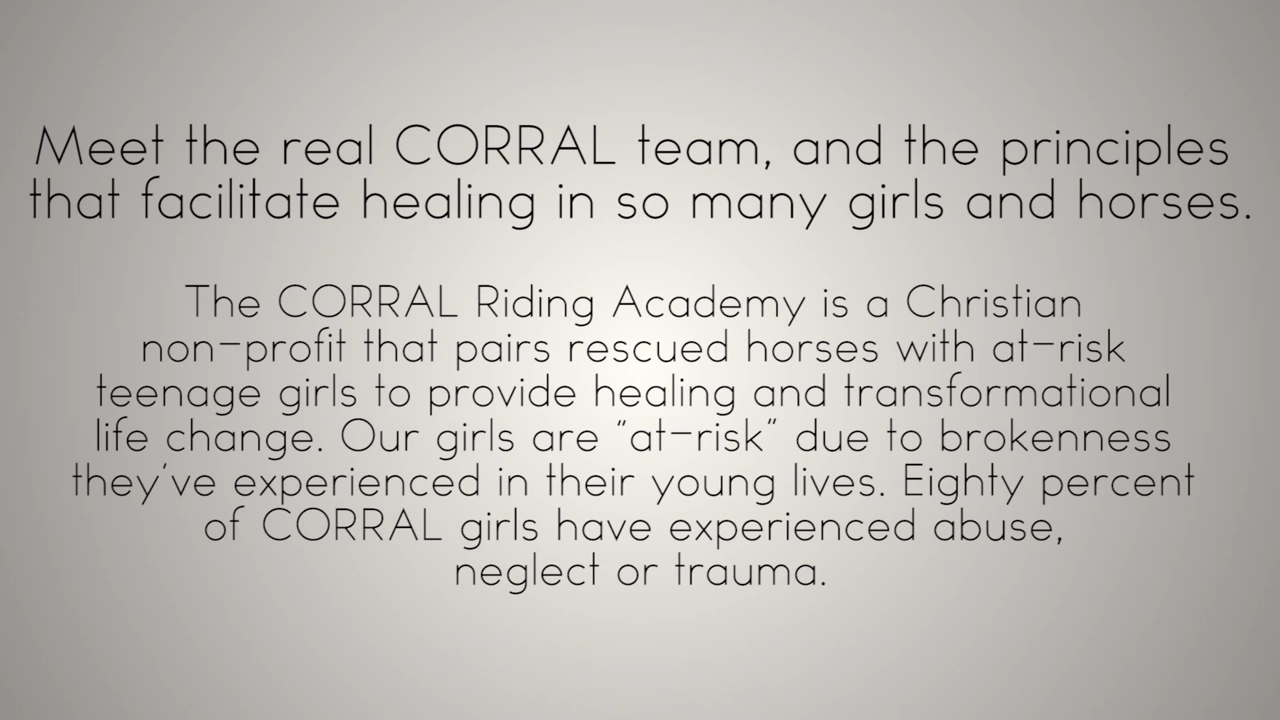 Meet the real CORRAL team, and the principles
that facilitate healing in so many girls and horses.
The CORRAL Riding Academy is a Christian
non-profit that pairs rescued horses with at-risk
teenage girls to provide healing and transformational
life change. Our girls are "at-risk" due to brokenness
they've experienced in their young lives. Eighty percent
of CORRAL girls have experienced abuse,
neglect or trauma.